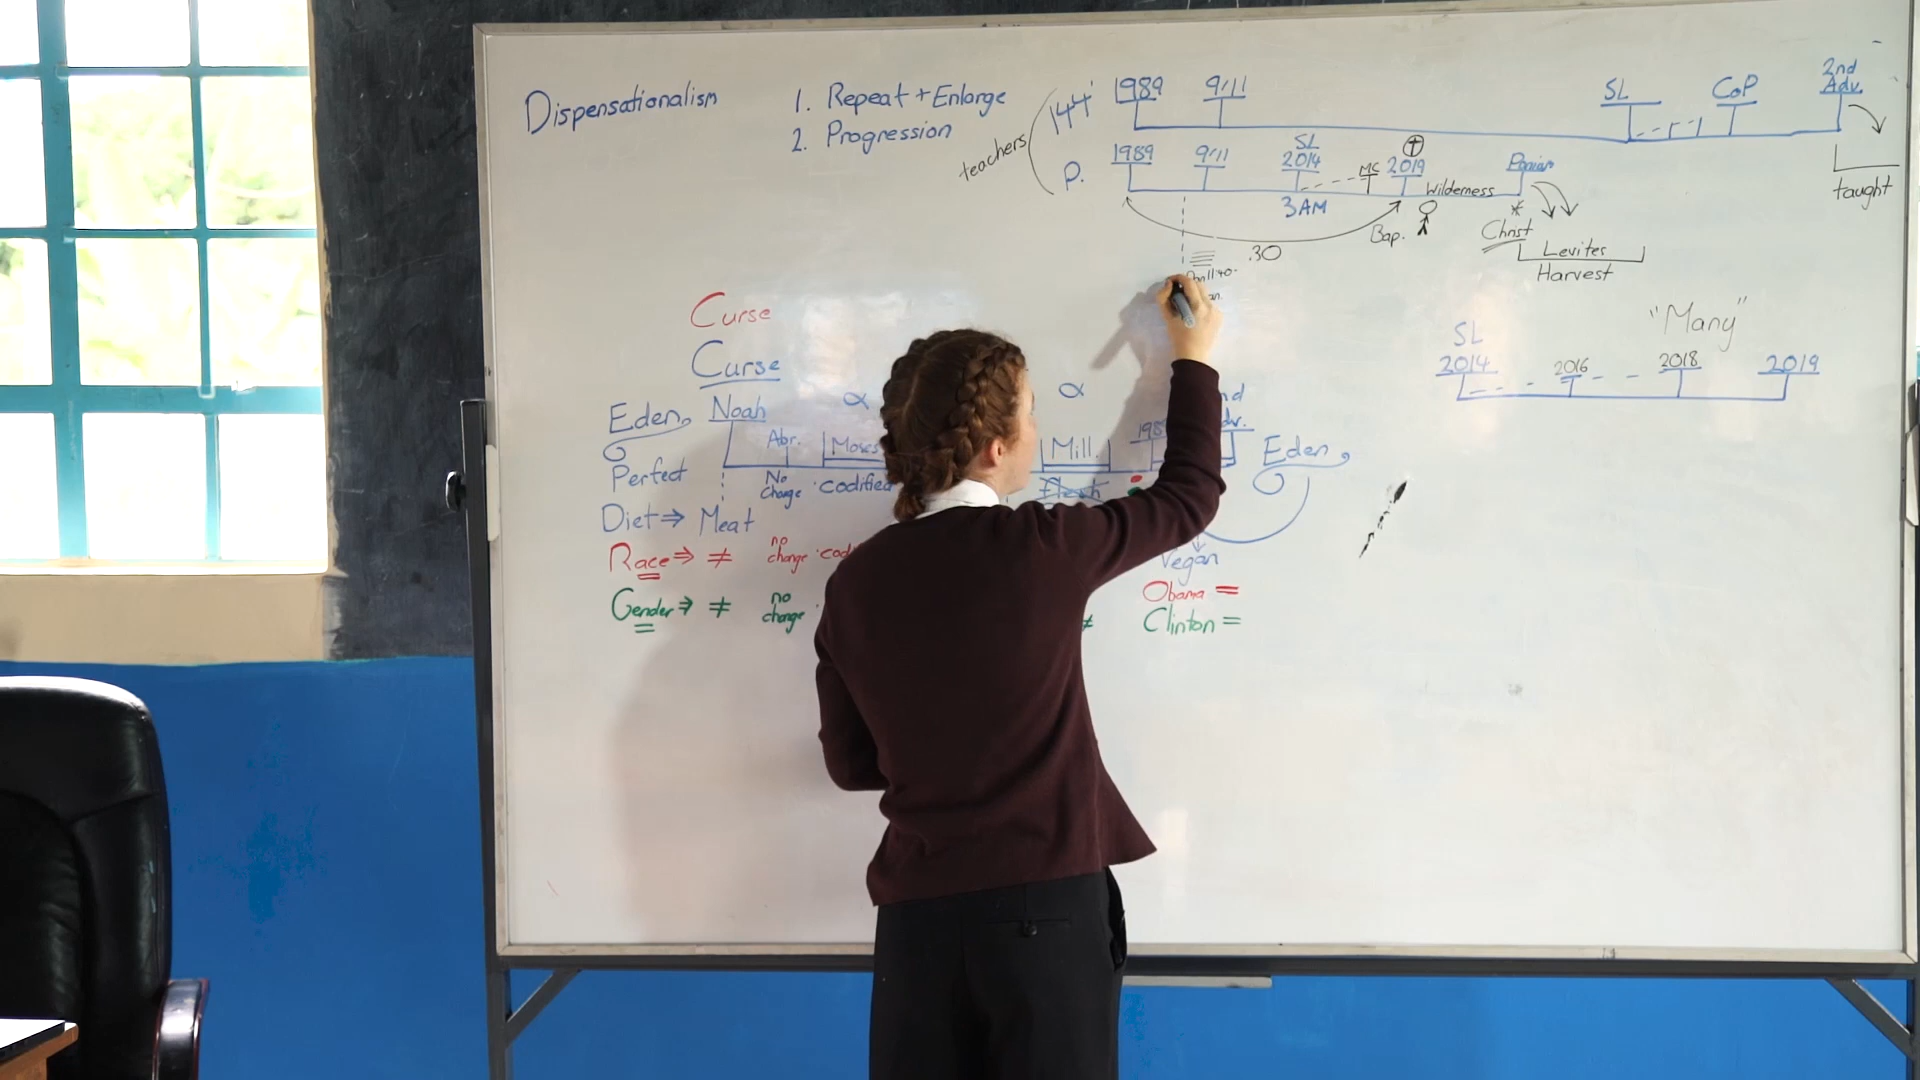 Dispensationalism
1. Repeat + Enlarge
2. Progression
teachers
144
1989 9/11 SL CoP 2nd Adv.
taught
P.
1989 9/11 SL 2014 MC 2019
Wilderness
3AM
Bap.
.30
Christ
Levites
Harvest
"Many"
SL
2014 2016 2018 2019
Curse
Curse
Eden Noah α α
Abr. Moses Mill. Eden
Perfect No change ·codified
Diet ⇒ Meat
Vegan
Race ⇒ ≠ no change
Obama =
Gender ⇒ ≠ no change ≠
Clinton =